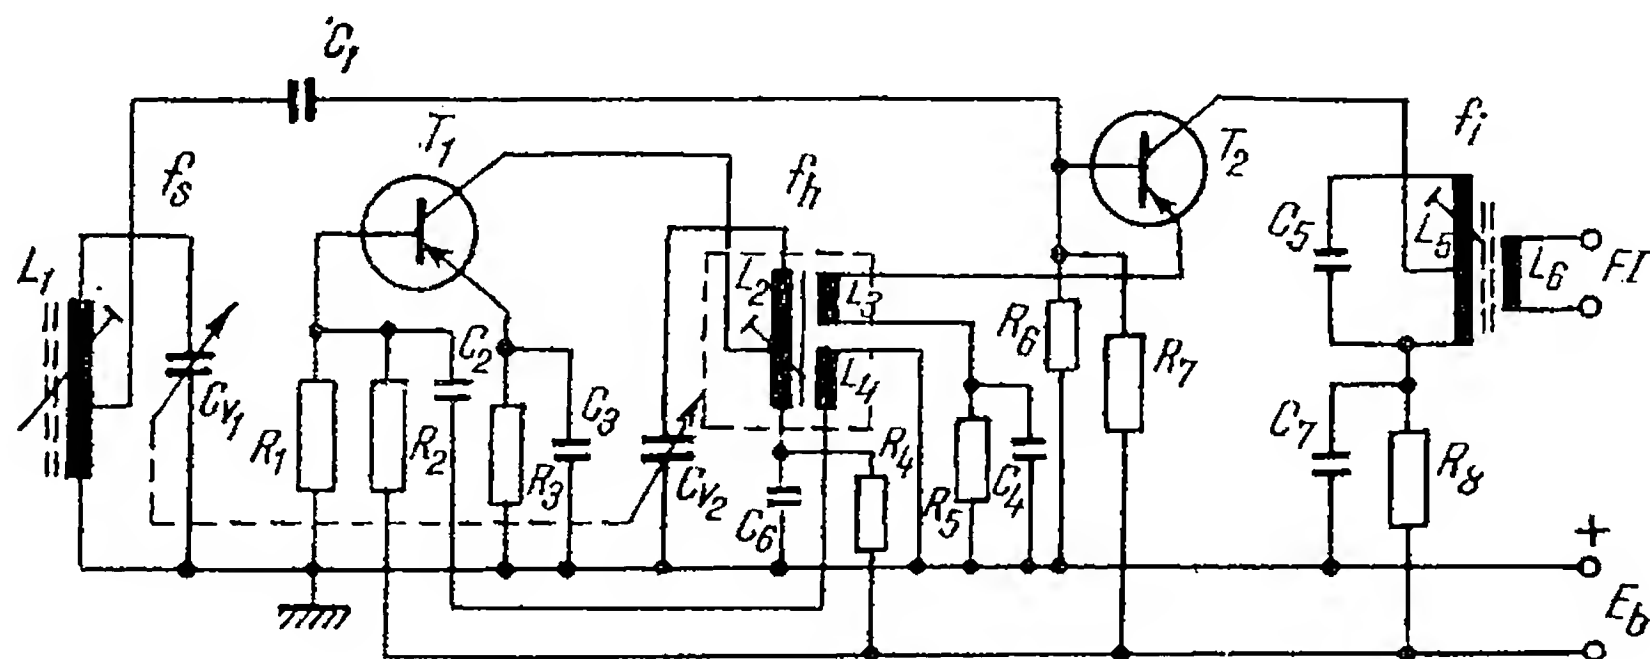 C1
T1
fs
fh
T2
fi
L1
CV1
R1
R2
C2
R3
C3
CV2
L2
L3
L4
C6
R4
R5
C4
R6
R7
C5
L5
L6
FI
C7
R8
+
Eb